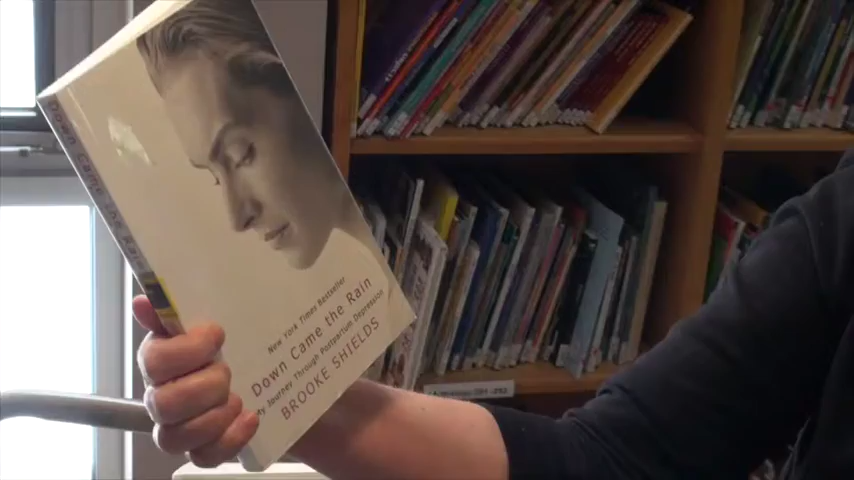 Down Came the Rain
New York Times Bestseller
Down Came the Rain
My Journey Through Postpartum Depression
BROOKE SHIELDS